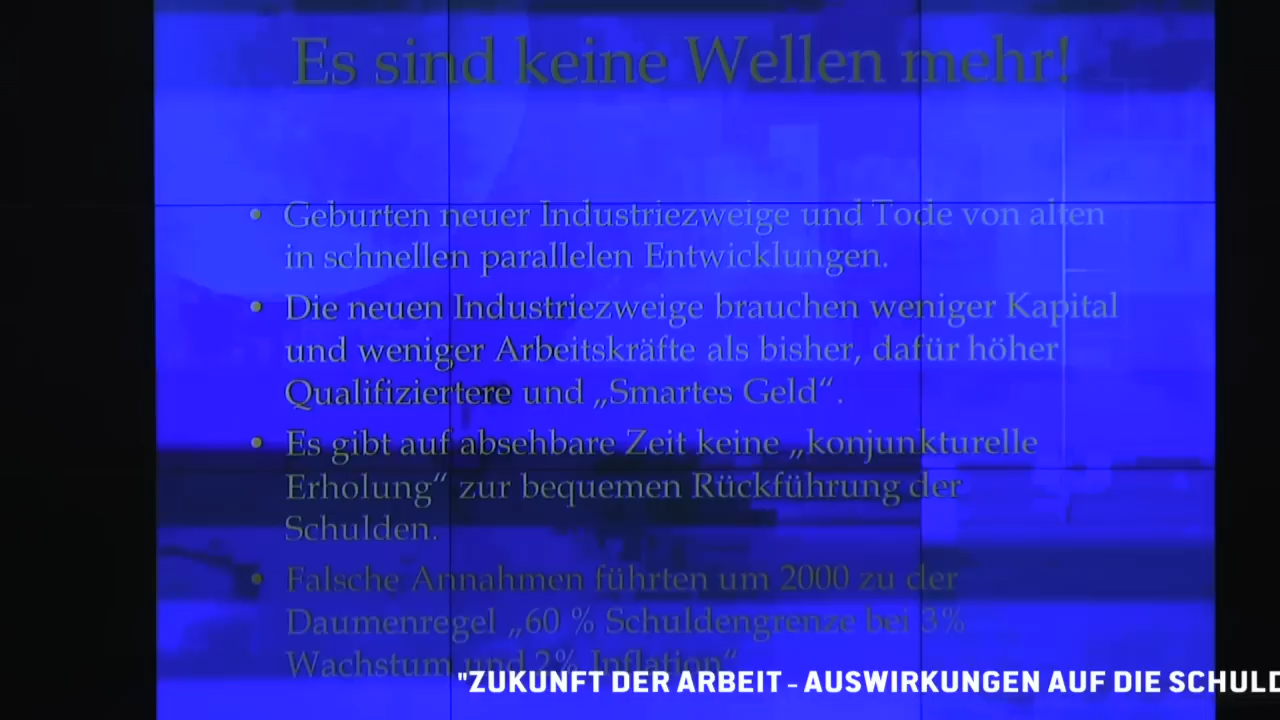 Es sind keine Wellen mehr!
• Geburten neuer Industriezweige und Tode von alten
in schnellen parallelen Entwicklungen.
• Die neuen Industriezweige brauchen weniger Kapital
und weniger Arbeitskräfte als bisher, dafür höher
Qualifiziertere und „Smartes Geld“.
• Es gibt auf absehbare Zeit keine „konjunkturelle
Erholung“ zur bequemen Rückführung der
Schulden.
• Falsche Annahmen führten um 2000 zu der
Daumenregel „60 % Schuldengrenze bei 3%
Wachstum und 2% Inflation“
"ZUKUNFT DER ARBEIT - AUSWIRKUNGEN AUF DIE SCHULD